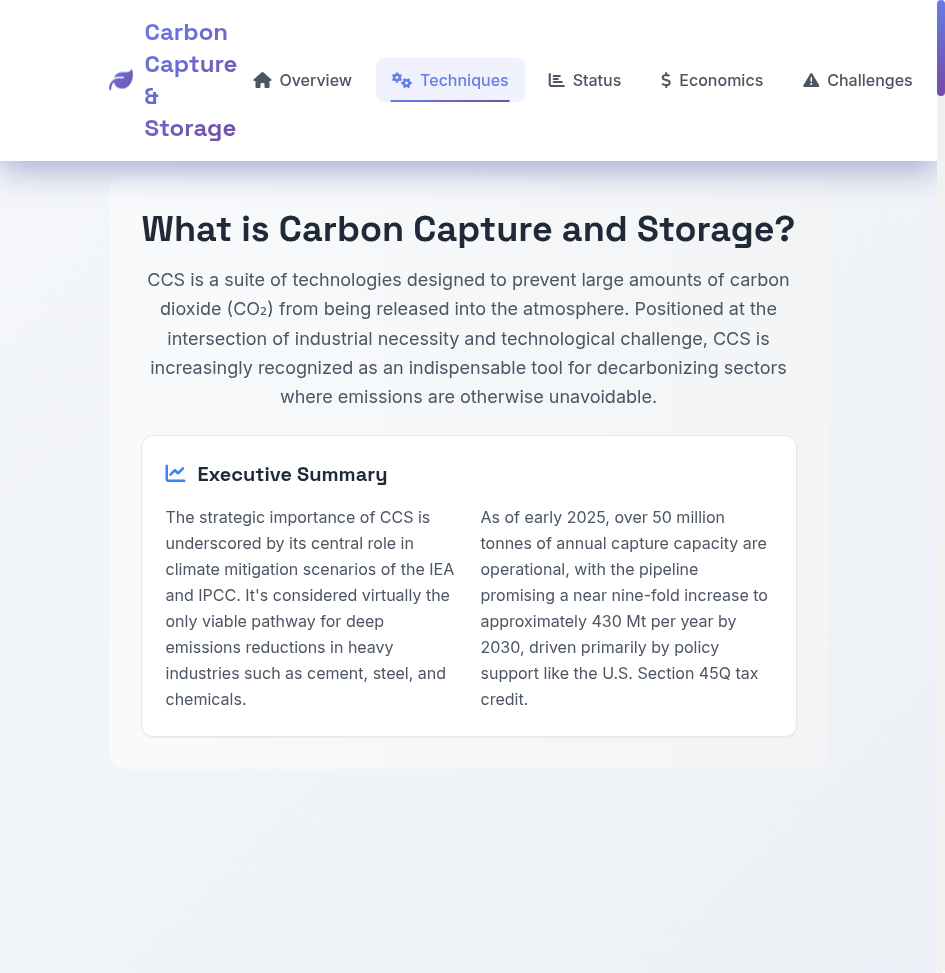 Carbon
Capture
&
Storage
Overview
Techniques
Status
Economics
Challenges
What is Carbon Capture and Storage?
CCS is a suite of technologies designed to prevent large amounts of carbon
dioxide (CO₂) from being released into the atmosphere. Positioned at the
intersection of industrial necessity and technological challenge, CCS is
increasingly recognized as an indispensable tool for decarbonizing sectors
where emissions are otherwise unavoidable.
Executive Summary
The strategic importance of CCS is
underscored by its central role in
climate mitigation scenarios of the IEA
and IPCC. It's considered virtually the
only viable pathway for deep
emissions reductions in heavy
industries such as cement, steel, and
chemicals.
As of early 2025, over 50 million
tonnes of annual capture capacity are
operational, with the pipeline
promising a near nine-fold increase to
approximately 430 Mt per year by
2030, driven primarily by policy
support like the U.S. Section 45Q tax
credit.